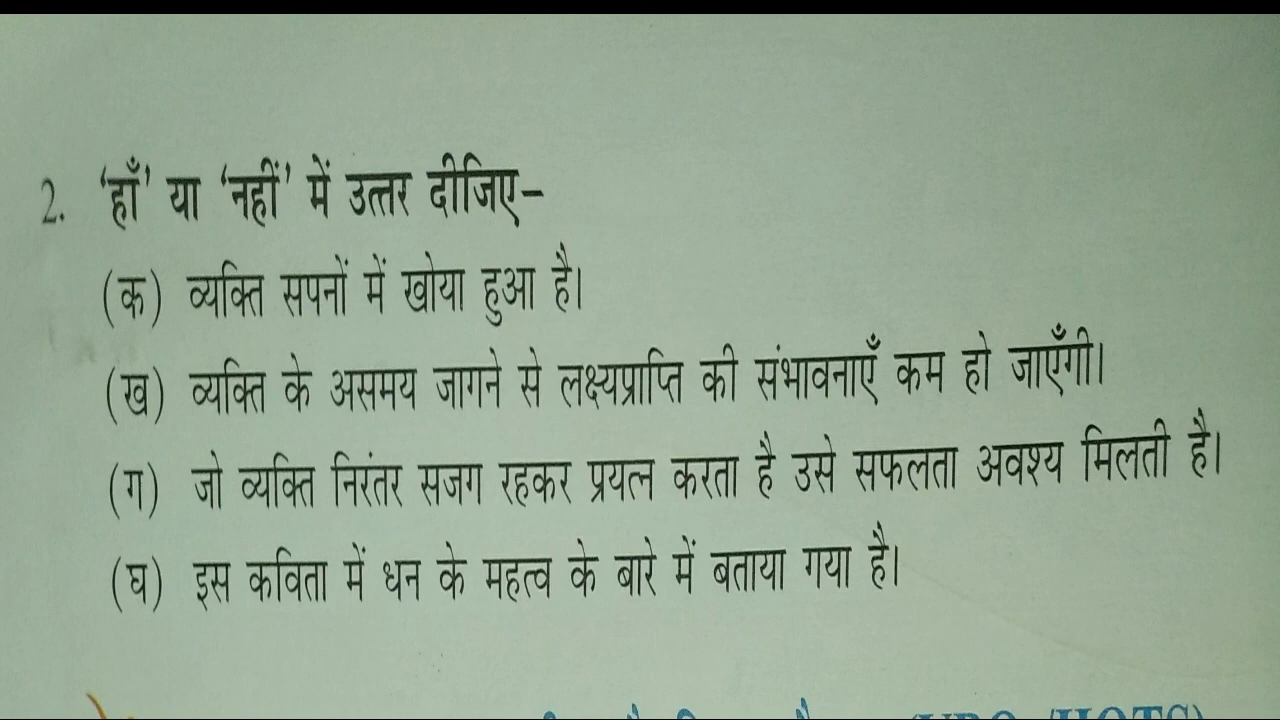 2. ‘हाँ’ या ‘नहीं’ में उत्तर दीजिए–
(क) व्यक्ति सपनों में खोया हुआ है।
(ख) व्यक्ति के असमय जागने से लक्ष्यप्राप्ति की संभावनाएँ कम हो जाएँगी।
(ग) जो व्यक्ति निरंतर सजग रहकर प्रयत्न करता है उसे सफलता अवश्य मिलती है।
(घ) इस कविता में धन के महत्व के बारे में बताया गया है।